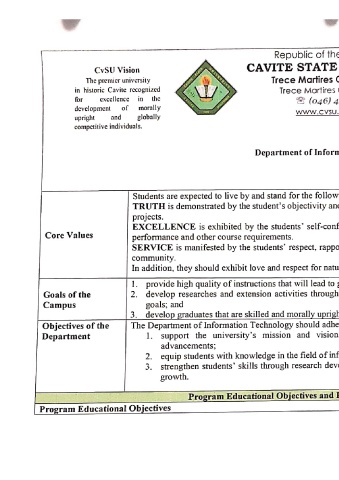 Republic of the
CvSU Vision
CAVITE STATE
The premier university
Trece Martires
in historic Cavite recognized
Trece Martires
for excellence in the
☏ (046) 4
development of morally
www.cvsu.
upright and globally
competitive individuals.
Department of Inform
Students are expected to live by and stand for the follow
TRUTH is demonstrated by the student's objectivity and
projects.
EXCELLENCE is exhibited by the students' self-conf
Core Values
performance and other course requirements.
SERVICE is manifested by the students' respect, rappo
community.
In addition, they should exhibit love and respect for natu
Goals of the
Campus
1. provide high quality of instructions that will lead to
2. develop researches and extension activities through
goals; and
3. develop graduates that are skilled and morally upright
Objectives of the
Department
The Department of Information Technology should adhe
1. support the university's mission and vision
advancements;
2. equip students with knowledge in the field of inf
3. strengthen students' skills through research dev
growth.
Program Educational Objectives and
Program Educational Objectives